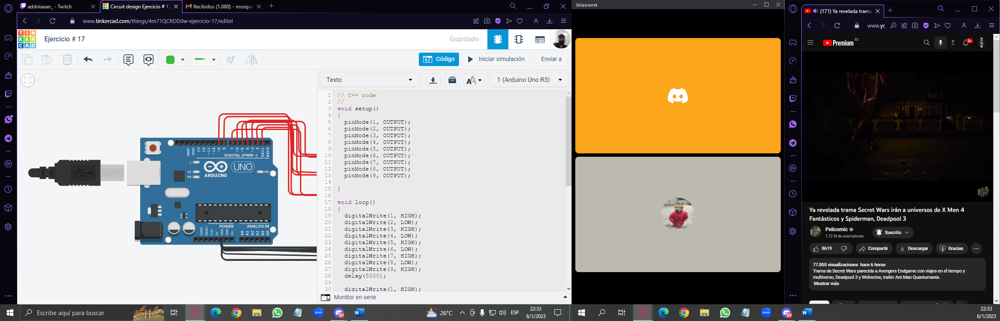 addriiaaan_ - Twitch
Circuit design Ejercicio # 17
Recibidos (1.880) - mosque
www.tinkercad.com/things/4m71QCRDD0w-ejercicio-17/editel
TIN
KER
CAD
Ejercicio # 17
Guardado
Código
Iniciar simulación
Enviar a
Texto
1 (Arduino Uno R3)
1 // C++ code
2 //
3 void setup()
4 {
5 pinMode(1, OUTPUT);
6 pinMode(2, OUTPUT);
7 pinMode(3, OUTPUT);
8 pinMode(4, OUTPUT);
9 pinMode(5, OUTPUT);
10 pinMode(6, OUTPUT);
11 pinMode(7, OUTPUT);
12 pinMode(8, OUTPUT);
13 pinMode(9, OUTPUT);
14
15 }
16
17 void loop()
18 {
19 digitalWrite(1, HIGH);
20 digitalWrite(2, LOW);
21 digitalWrite(3, HIGH);
22 digitalWrite(4, LOW);
23 digitalWrite(5, HIGH);
24 digitalWrite(6, LOW);
25 digitalWrite(7, HIGH);
26 digitalWrite(8, LOW);
27 digitalWrite(9, HIGH);
28 delay(5000);
29
30 digitalWrite(1, HIGH);
Monitor en serie
AREF GND 13 12 ~11 ~10 ~9 8 7 ~6 ~5 4 ~3 2 TX→1 RX←0
DIGITAL (PWM~)
L
TX
RX
UNO
ON
ARDUINO
POWER
ANALOG IN
IOREF RESET 3.3V 5V GND GND Vin A0 A1 A2 A3 A4 A5
Discord
(171) Ya revelada trama
www.yc
Premium
EC
9+
Ya revelada trama Secret Wars irán a universos de X Men 4
Fantásticos y Spiderman, Deadpool 3
Pelicomic
1,72 M de suscriptores
Suscrito
8619
Compartir
Descargar
Gracias
77.855 visualizaciones hace 6 horas
Trama de Secret Wars parecida a Avengers Endgame con viajes en el tiempo y
multiverso, Deadpool 3 y Wolverine, trailer Ant Man Quantumania.
Mostrar más
Escribe aquí para buscar
zoom
9+
26°C
ESP
22:33
6/1/2023
zoom
9+
22:33
6/1/2023